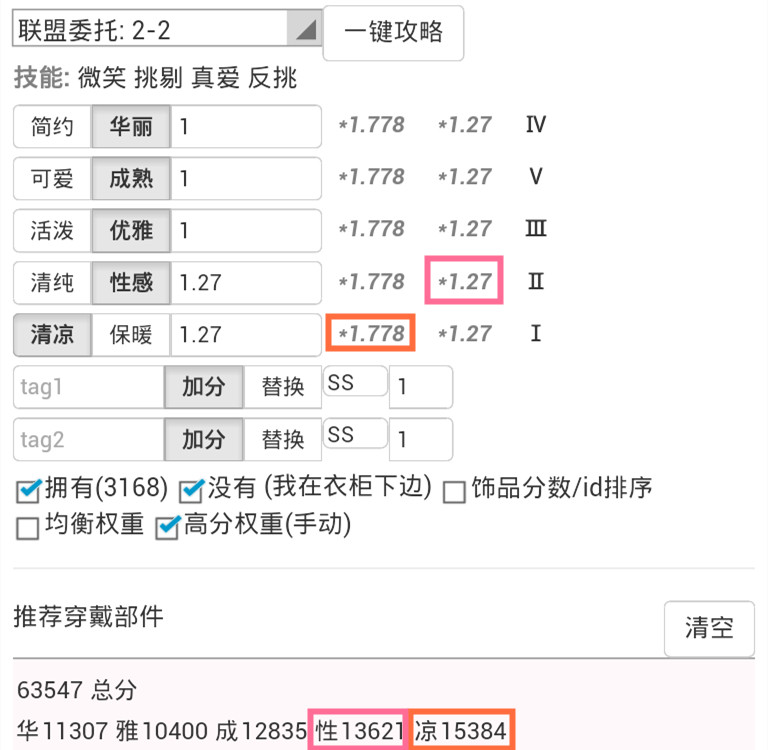 联盟委托: 2-2 一键攻略
技能: 微笑 挑剔 真爱 反挑
简约 华丽 1 *1.778 *1.27 Ⅳ
可爱 成熟 1 *1.778 *1.27 Ⅴ
活泼 优雅 1 *1.778 *1.27 Ⅲ
清纯 性感 1.27 *1.778 *1.27 Ⅱ
清凉 保暖 1.27 *1.778 *1.27 Ⅰ
tag1 加分 替换 SS 1
tag2 加分 替换 SS 1
拥有(3168) 没有 (我在衣柜下边) 饰品分数/id排序
均衡权重 高分权重(手动)
推荐穿戴部件 清空
63547 总分
华11307 雅10400 成12835 性13621 凉15384